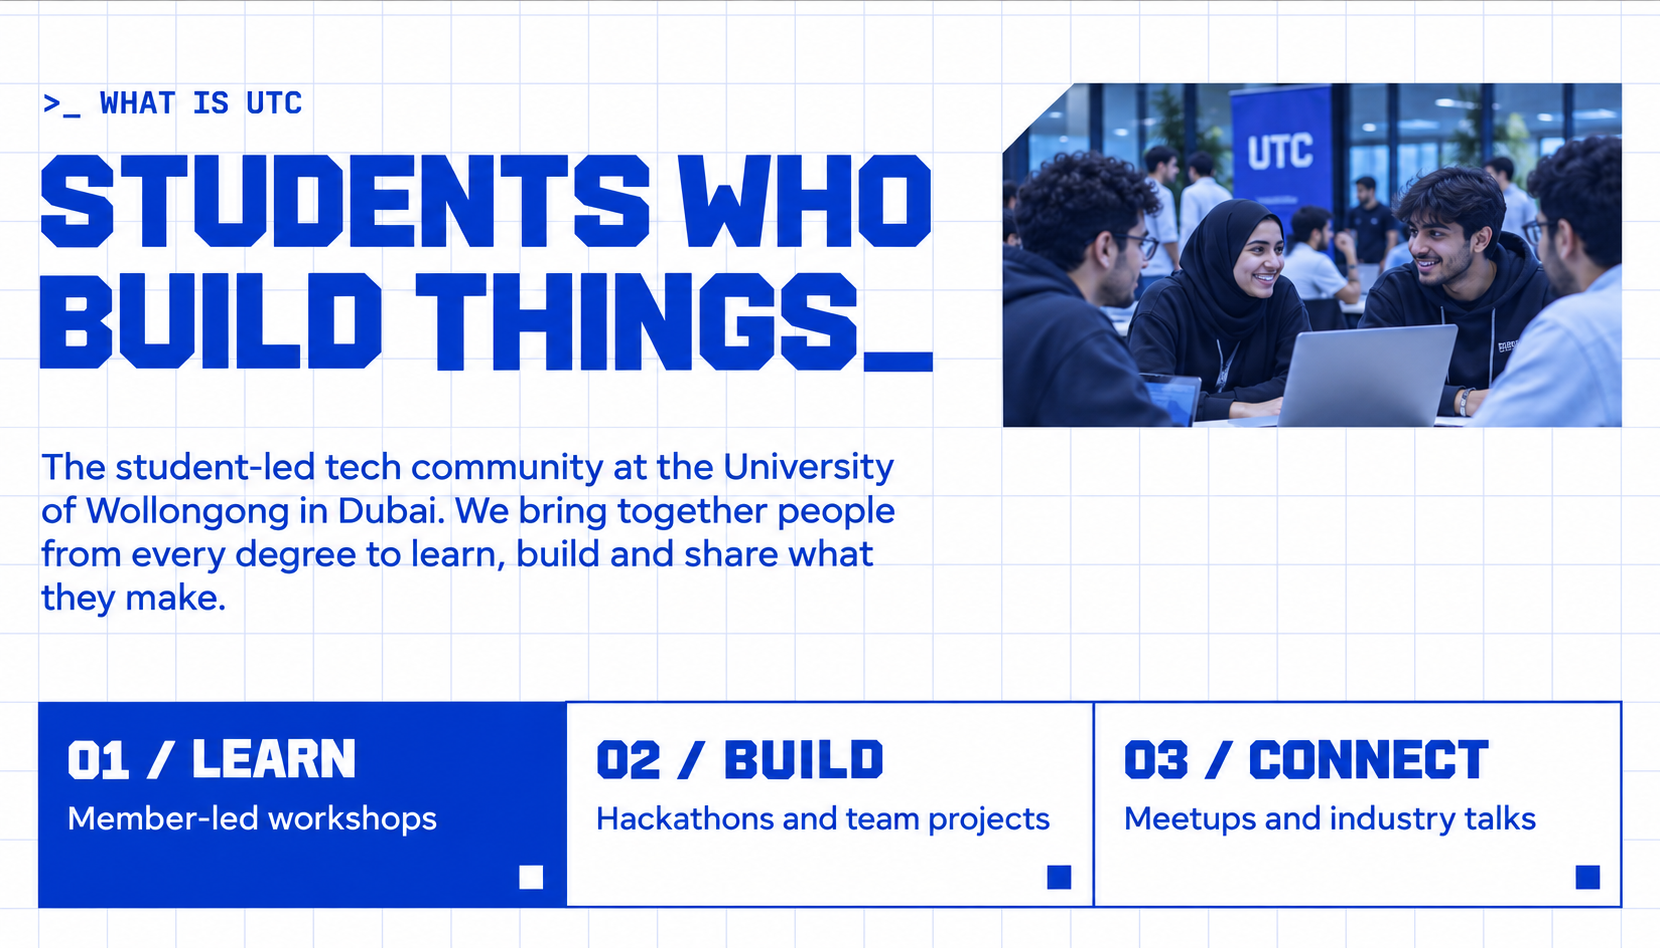 >_ WHAT IS UTC
STUDENTS WHO
BUILD THINGS_
UTC
The student-led tech community at the University
of Wollongong in Dubai. We bring together people
from every degree to learn, build and share what
they make.
01 / LEARN
Member-led workshops
02 / BUILD
Hackathons and team projects
03 / CONNECT
Meetups and industry talks